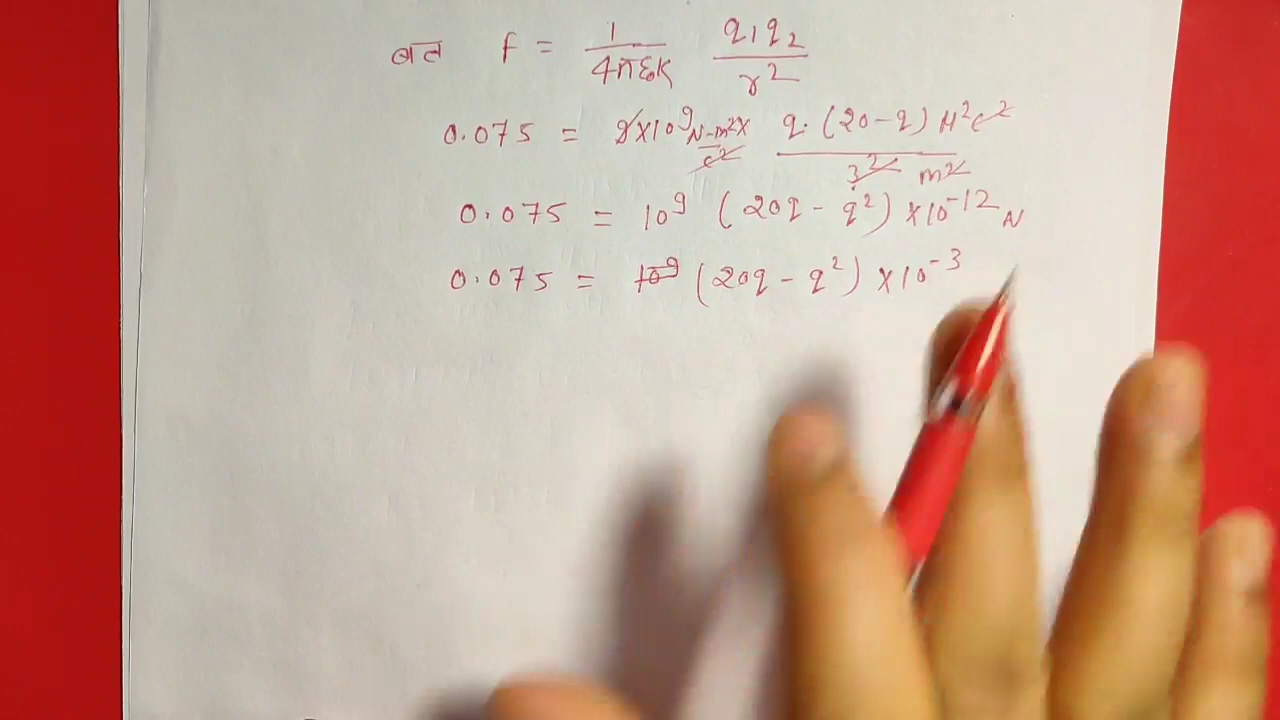 बल F = 1/4πε₀K q₁q₂/r²
0.075 = 9×10⁹ N-m²/c² × q.(20-q) μ²c²/3² m²
0.075 = 10⁹ (20q - q²) ×10⁻¹² N
0.075 = 10⁹ (20q - q²) ×10⁻³